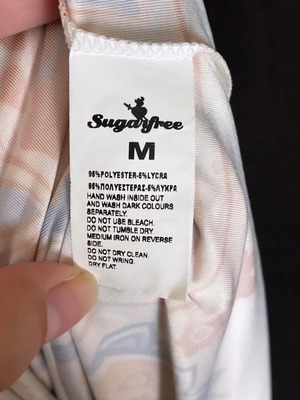 Sugarfree
M
95%POLYESTER-5%LYCRA
95%ΠΟΛΥΕΣΤΕΡΑΣ-5%ΛΥΚΡΑ
HAND WASH INSIDE OUT
AND WASH DARK COLOURS
SEPARATELY.
DO NOT USE BLEACH.
DO NOT TUMBLE DRY
MEDIUM IRON ON REVERSE
SIDE.
DO NOT DRY CLEAN.
DO NOT WRING.
DRY FLAT.